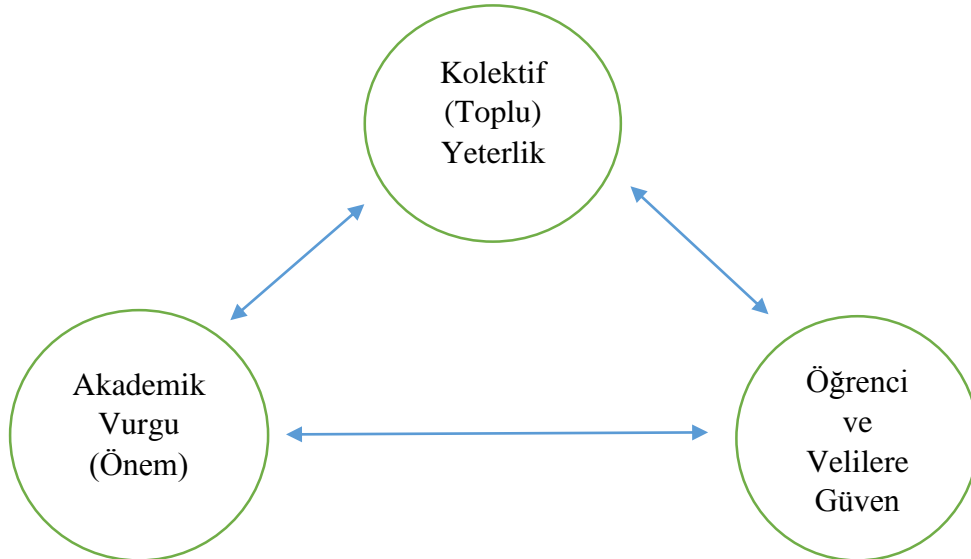 Kolektif
(Toplu)
Yeterlik
Akademik
Vurgu
(Önem)
Öğrenci
ve
Velilere
Güven